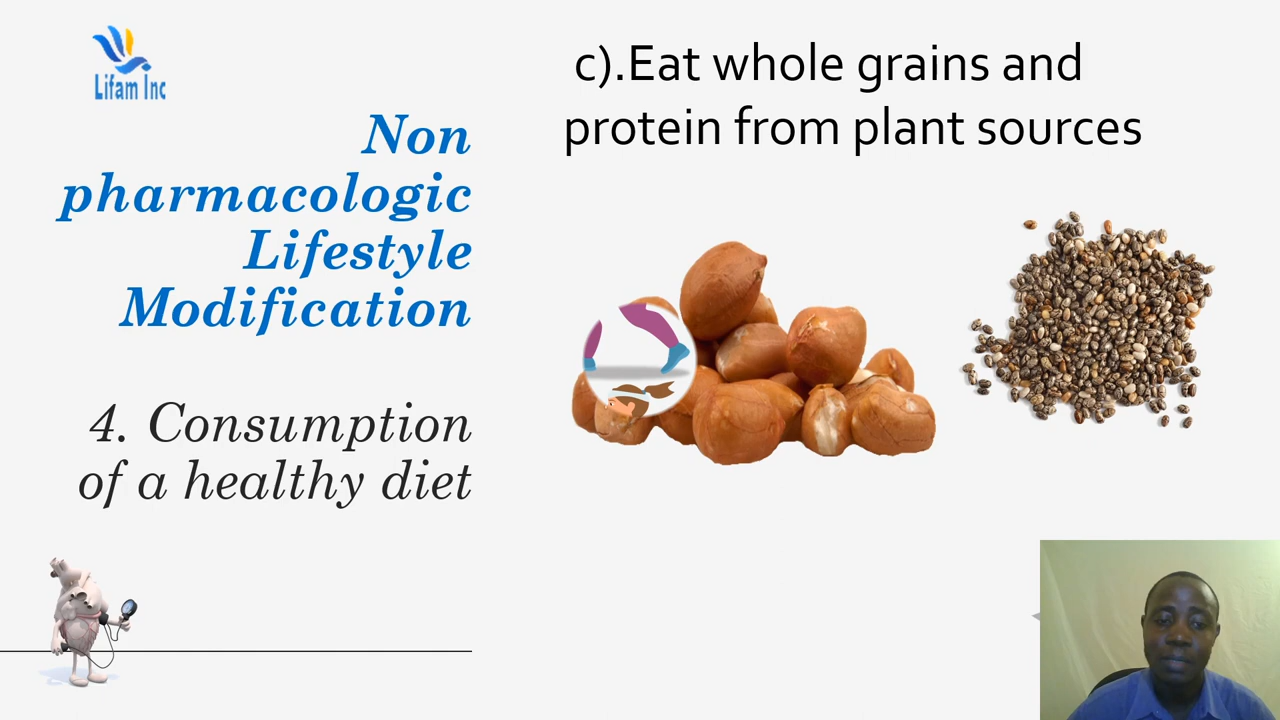 Lifam Inc
Non
pharmacologic
Lifestyle
Modification
4. Consumption
of a healthy diet
c).Eat whole grains and
protein from plant sources